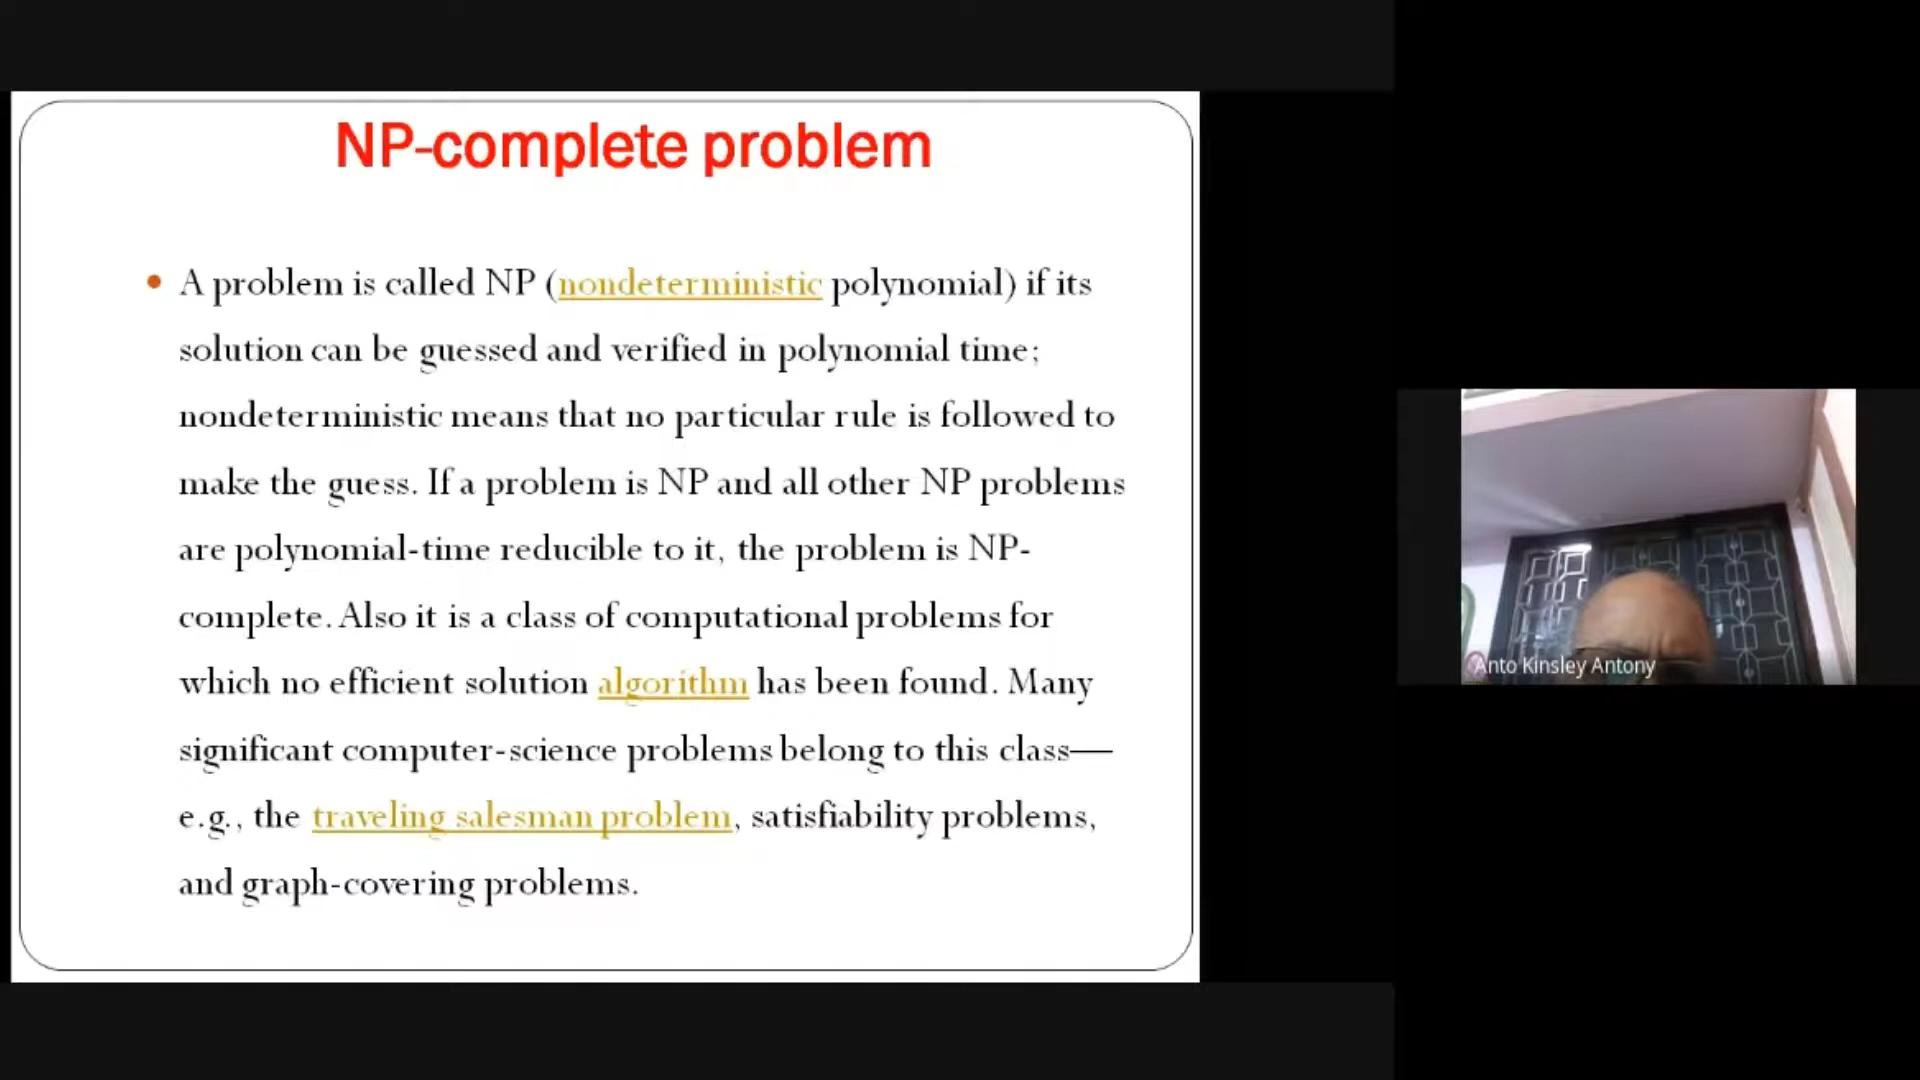 NP-complete problem
• A problem is called NP (nondeterministic polynomial) if its
solution can be guessed and verified in polynomial time;
nondeterministic means that no particular rule is followed to
make the guess. If a problem is NP and all other NP problems
are polynomial-time reducible to it, the problem is NP-
complete. Also it is a class of computational problems for
which no efficient solution algorithm has been found. Many
significant computer-science problems belong to this class—
e.g., the traveling salesman problem, satisfiability problems,
and graph-covering problems.
Anto Kinsley Antony